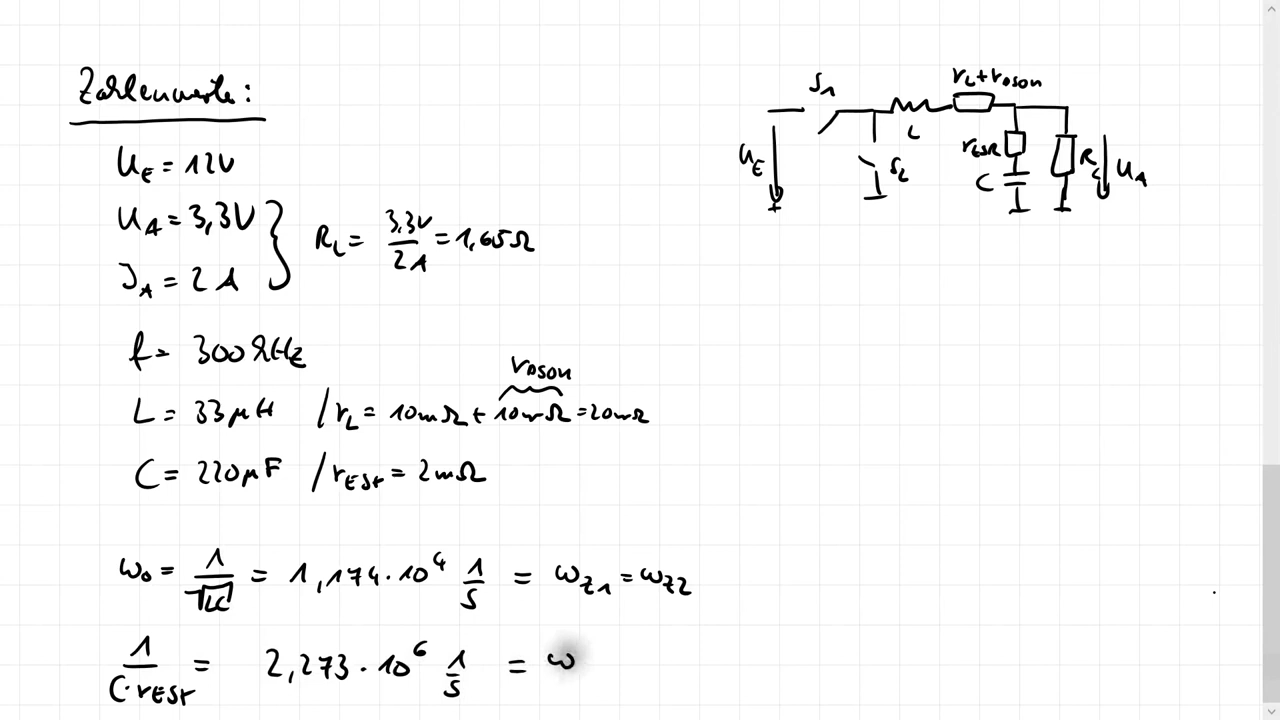 Zahlenwerte:
U_E = 12V
U_A = 3,3V
J_A = 2A
R_L = 3,3V/2A = 1,65Ω
f = 300kHz
r_DSON
L = 33µH /r_L = 10mΩ + 10mΩ = 20mΩ
C = 220µF /r_ESR = 2mΩ
ω_0 = 1/√LC = 1,174·10^4 1/s = ω_Z1 = ω_Z2
1/(C·r_ESR) = 2,273·10^6 1/s = ω
S_1
r_L+r_DSON
L
U_E
S_2
r_ESR
C
R_L
U_A